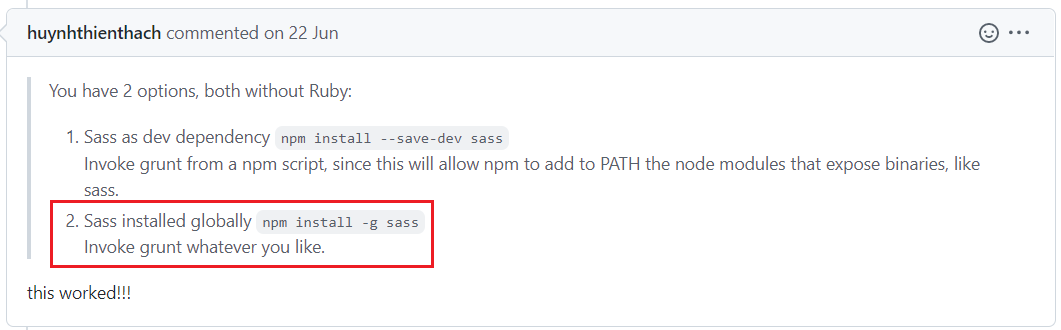 huynhthienthach commented on 22 Jun
You have 2 options, both without Ruby:
1. Sass as dev dependency npm install --save-dev sass
Invoke grunt from a npm script, since this will allow npm to add to PATH the node modules that expose binaries, like
sass.
2. Sass installed globally npm install -g sass
Invoke grunt whatever you like.
this worked!!!